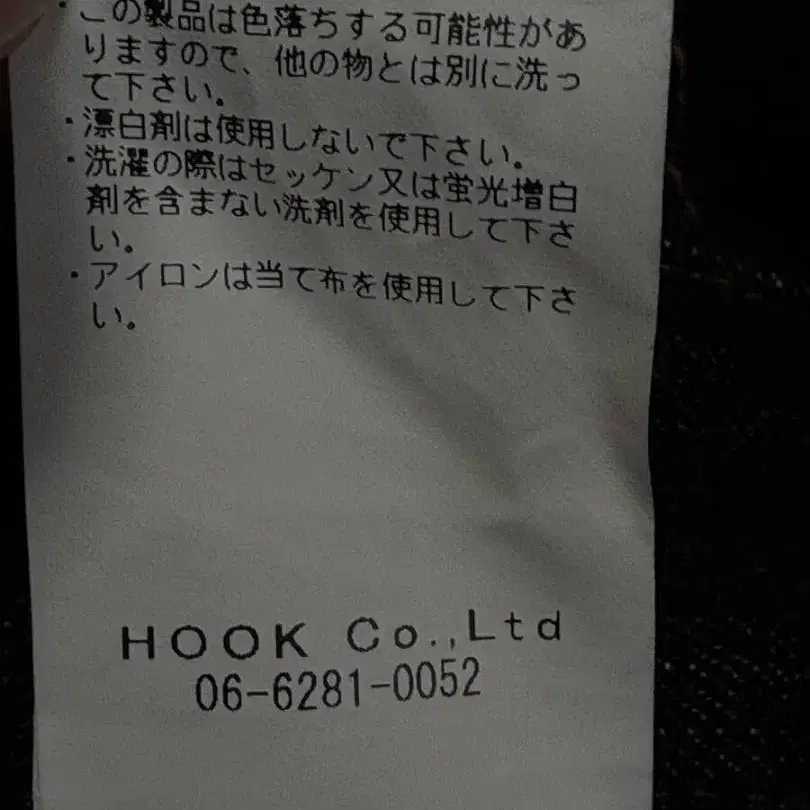 ・この製品は色落ちする可能性があ
りますので、他の物とは別に洗っ
て下さい。
・漂白剤は使用しないで下さい。
・洗濯の際はセッケン又は蛍光増白
剤を含まない洗剤を使用して下さ
い。
・アイロンは当て布を使用して下さ
い。
HOOK Co.,Ltd
06-6281-0052